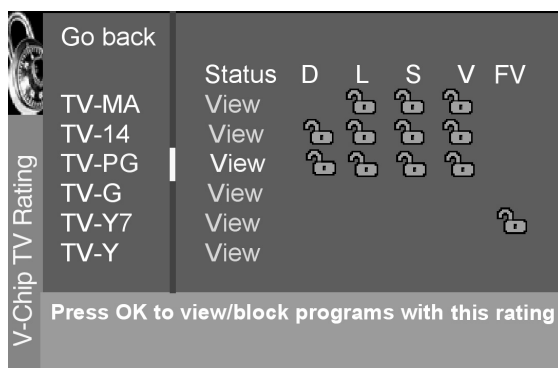 Go back
Status D L S V FV
TV-MA View
TV-14 View
TV-PG View
TV-G View
TV-Y7 View
TV-Y View
V-Chip TV Rating
Press OK to view/block programs with this rating